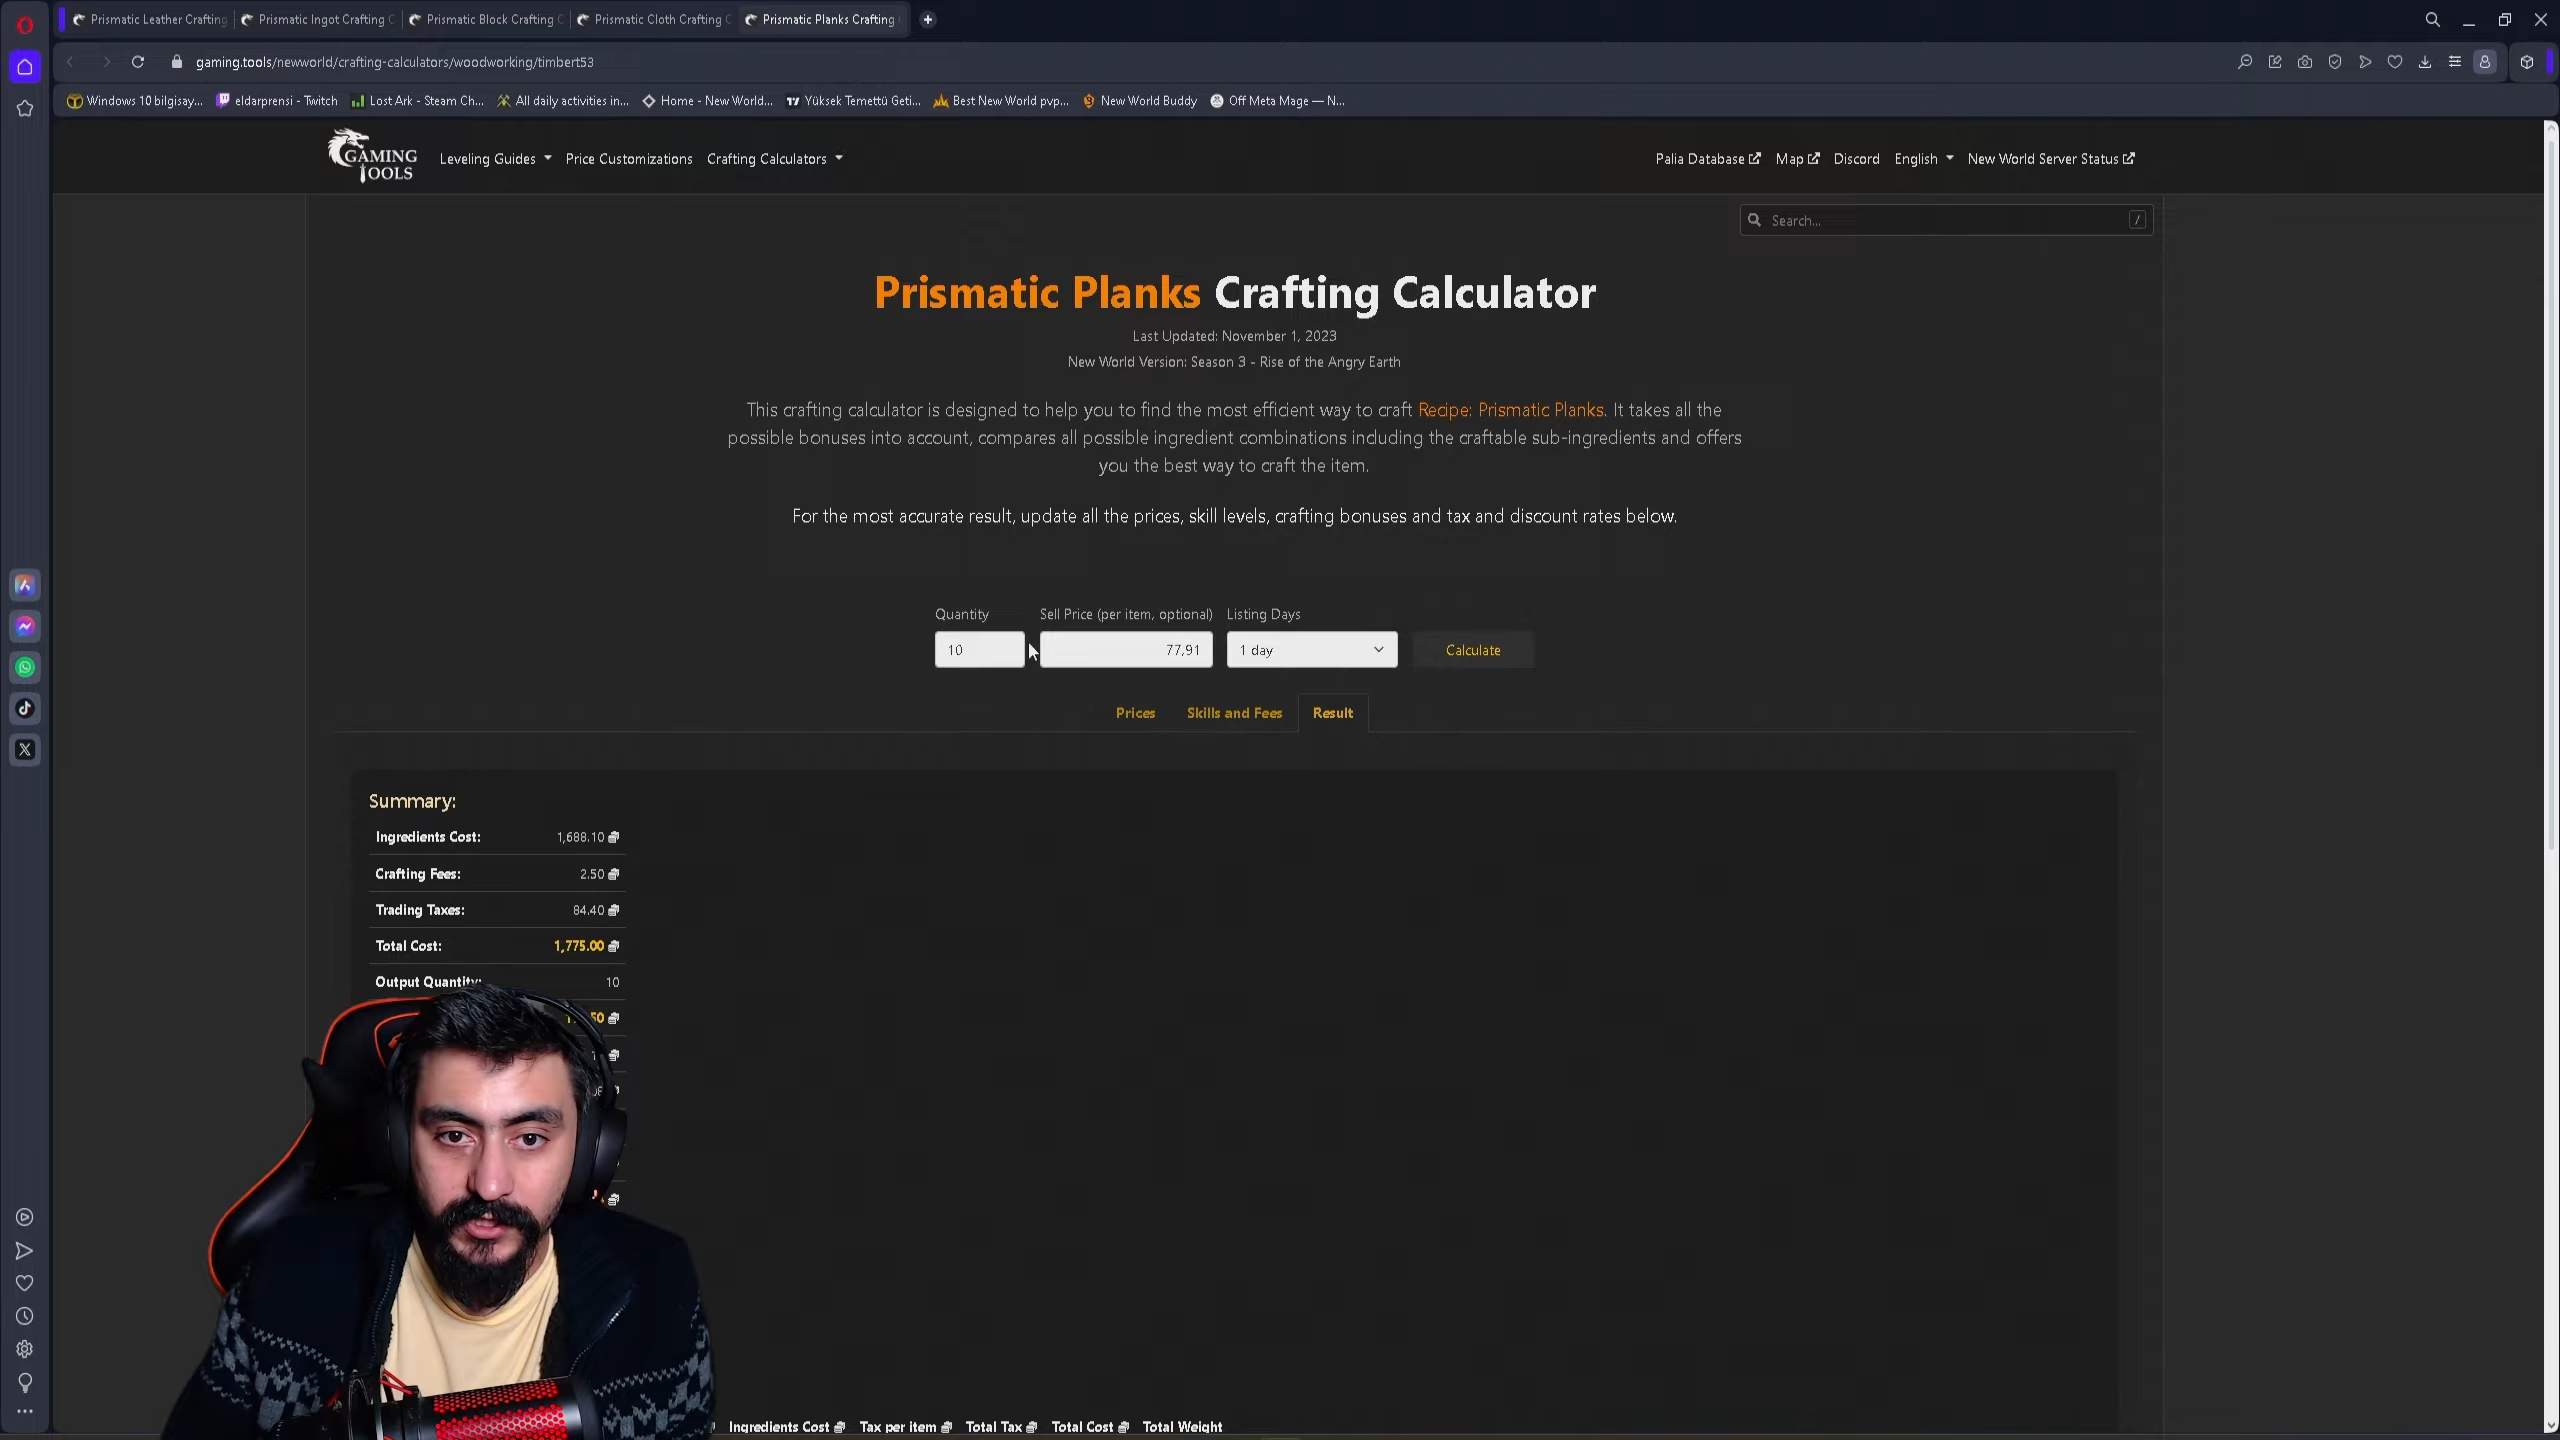 Prismatic Leather Crafting
Prismatic Ingot Crafting C
Prismatic Block Crafting C
Prismatic Cloth Crafting C
Prismatic Planks Crafting
gaming.tools/newworld/crafting-calculators/woodworking/timbert53
Windows 10 bilgisay...
eldarprensi - Twitch
Lost Ark - Steam Ch...
All daily activities in...
Home - New World...
Yüksek Temettü Geti...
Best New World pvp...
New World Buddy
Off Meta Mage — N...
GAMING TOOLS
Leveling Guides
Price Customizations
Crafting Calculators
Palia Database
Map
Discord
English
New World Server Status
Search...
/
Prismatic Planks Crafting Calculator
Last Updated: November 1, 2023
New World Version: Season 3 - Rise of the Angry Earth
This crafting calculator is designed to help you to find the most efficient way to craft Recipe: Prismatic Planks. It takes all the
possible bonuses into account, compares all possible ingredient combinations including the craftable sub-ingredients and offers
you the best way to craft the item.
For the most accurate result, update all the prices, skill levels, crafting bonuses and tax and discount rates below.
Quantity
Sell Price (per item, optional)
Listing Days
10
77,91
1 day
Calculate
Prices
Skills and Fees
Result
Summary:
Ingredients Cost: 1,688.10
Crafting Fees: 2.50
Trading Taxes: 84.40
Total Cost: 1,775.00
Output Quantity: 10
Ingredients Cost
Tax per item
Total Tax
Total Cost
Total Weight